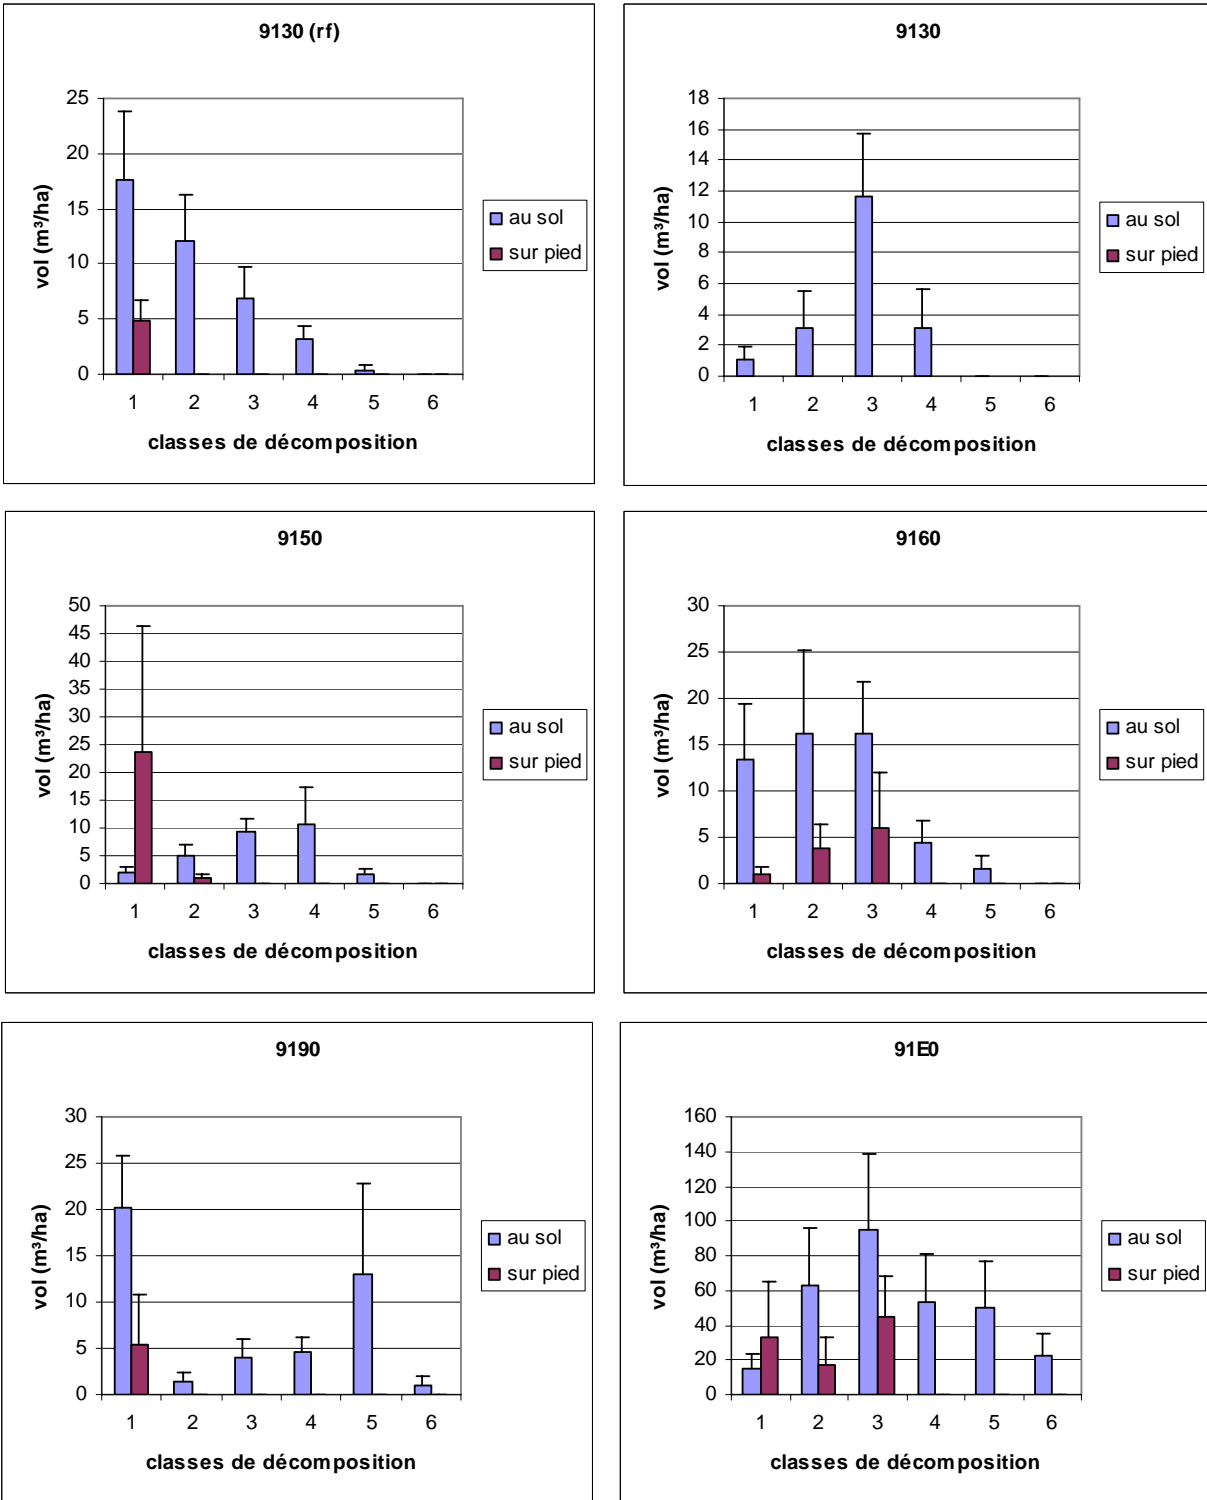 9130 (rf)
25
20
15
10
5
0
vol (m³/ha)
1 2 3 4 5 6
classes de décomposition
au sol
sur pied
9130
18
16
14
12
10
8
6
4
2
0
vol (m³/ha)
1 2 3 4 5 6
classes de décomposition
au sol
sur pied
9150
50
45
40
35
30
25
20
15
10
5
0
vol (m³/ha)
1 2 3 4 5 6
classes de décomposition
au sol
sur pied
9160
30
25
20
15
10
5
0
vol (m³/ha)
1 2 3 4 5 6
classes de décomposition
au sol
sur pied
9190
30
25
20
15
10
5
0
vol (m³/ha)
1 2 3 4 5 6
classes de décomposition
au sol
sur pied
91E0
160
140
120
100
80
60
40
20
0
vol (m³/ha)
1 2 3 4 5 6
classes de décomposition
au sol
sur pied